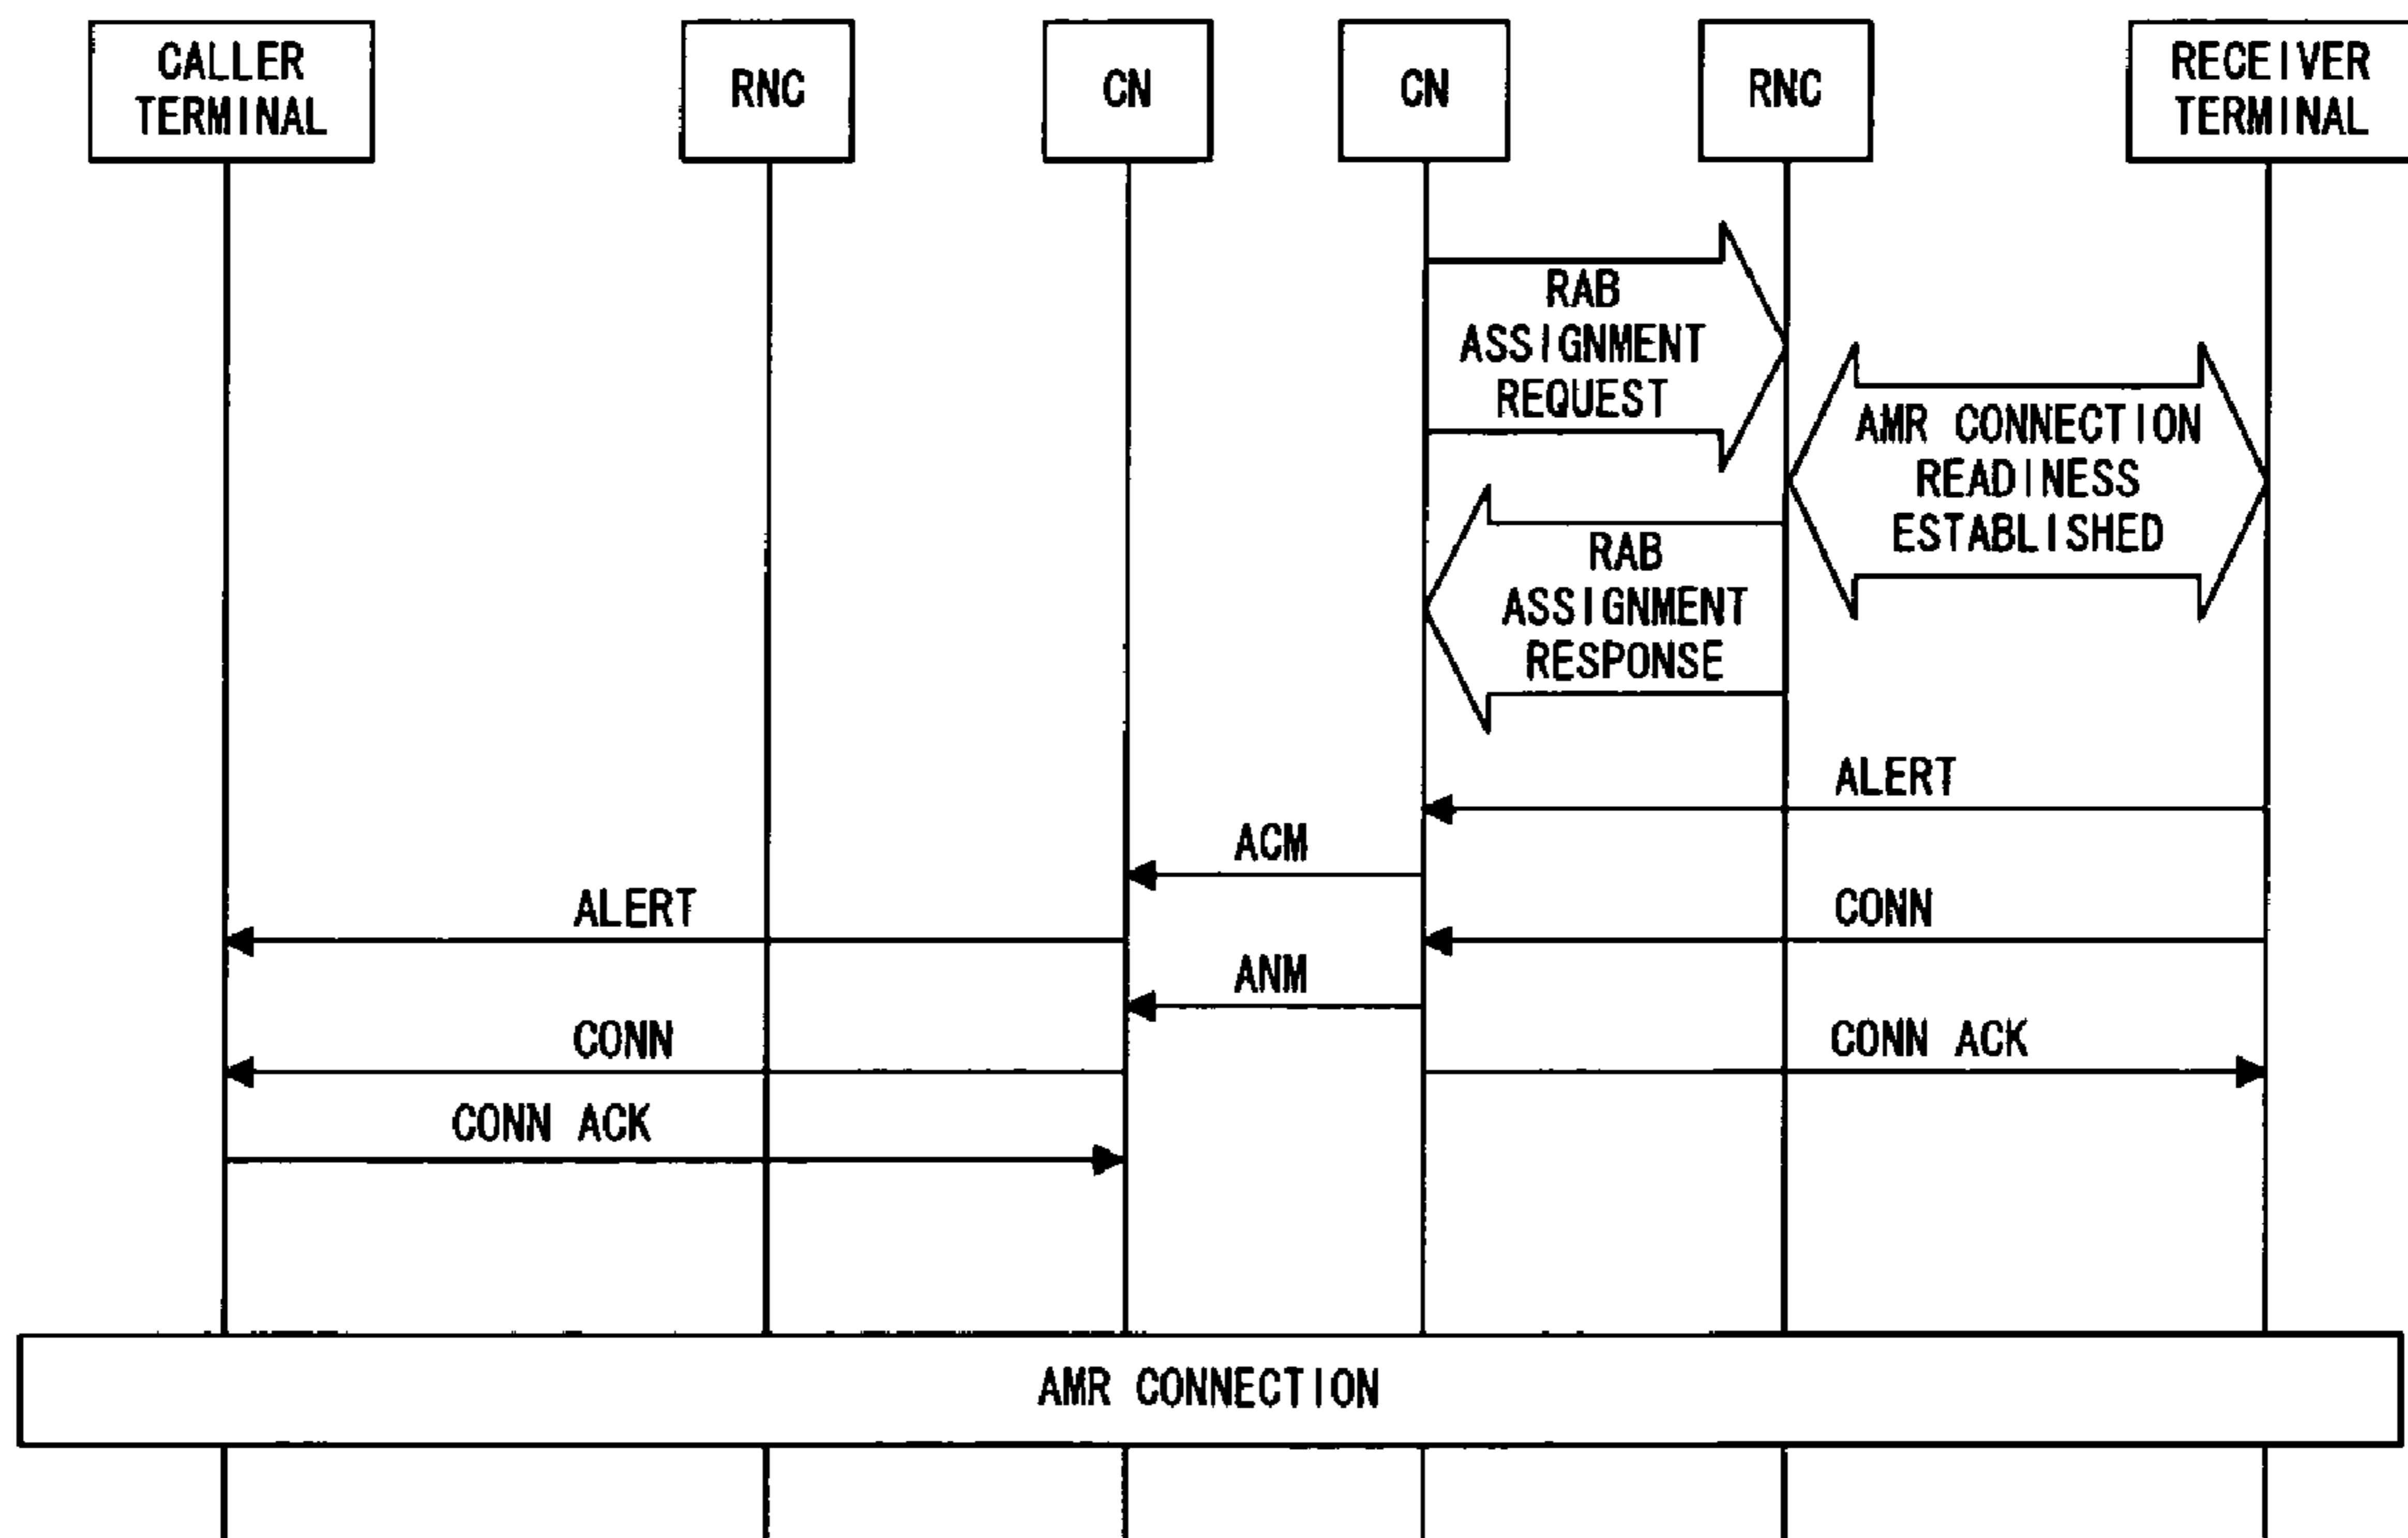 CALLER
TERMINAL
RNC
CN
CN
RNC
RECEIVER
TERMINAL
RAB
ASSIGNMENT
REQUEST
AMR CONNECTION
READINESS
ESTABLISHED
RAB
ASSIGNMENT
RESPONSE
ALERT
ACM
ALERT
CONN
ANM
CONN
CONN ACK
CONN ACK
AMR CONNECTION